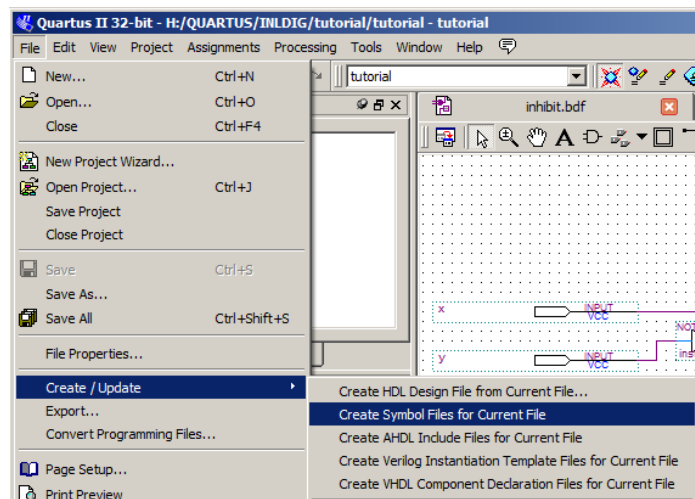 Quartus II 32-bit - H:/QUARTUS/INLDIG/tutorial/tutorial - tutorial
File Edit View Project Assignments Processing Tools Window Help
New... Ctrl+N
tutorial
Open... Ctrl+O
inhibit.bdf
Close Ctrl+F4
New Project Wizard...
Open Project... Ctrl+J
Save Project
Close Project
Save Ctrl+S
Save As...
Save All Ctrl+Shift+S
x INPUT
VCC
NOT
File Properties...
y INPUT
VCC
inst
Create / Update
Create HDL Design File from Current File...
Export...
Create Symbol Files for Current File
Convert Programming Files...
Create AHDL Include Files for Current File
Page Setup...
Create Verilog Instantiation Template Files for Current File
Print Preview
Create VHDL Component Declaration Files for Current File